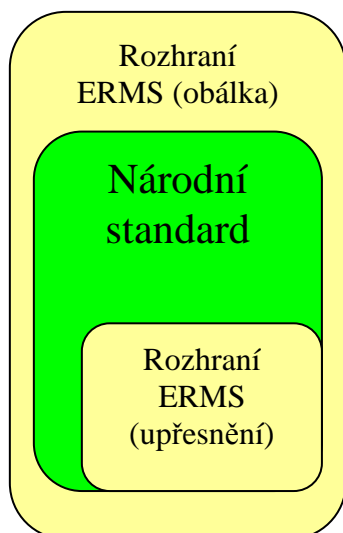 Rozhraní
ERMS (obálka)
Národní
standard
Rozhraní
ERMS
(upřesnění)